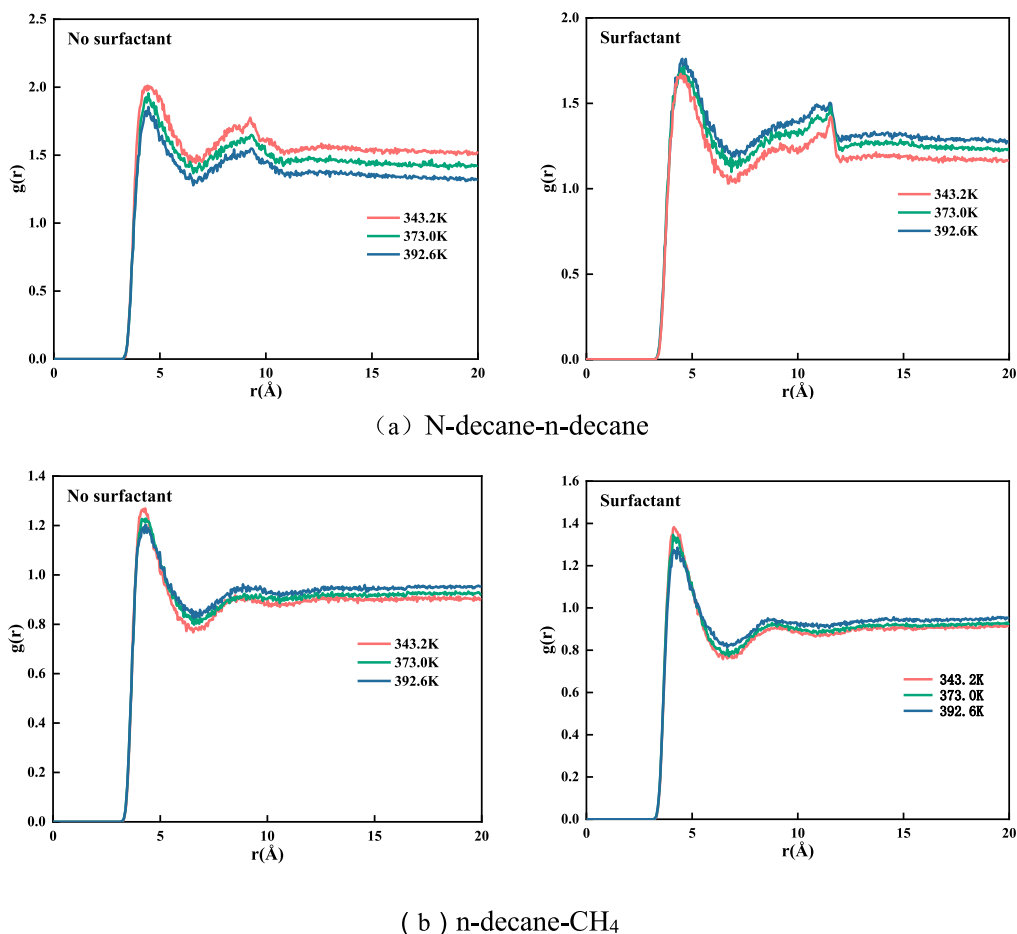 No surfactant
2.5
2.0
1.5
1.0
0.5
0.0
g(r)
343.2K
373.0K
392.6K
0 5 10 15 20
r(Å)
Surfactant
2.0
1.5
1.0
0.5
0.0
g(r)
343.2K
373.0K
392.6K
0 5 10 15 20
r(Å)
（a）N-decane-n-decane
No surfactant
1.4
1.2
1.0
0.8
0.6
0.4
0.2
0.0
g(r)
343.2K
373.0K
392.6K
0 5 10 15 20
r(Å)
Surfactant
1.6
1.4
1.2
1.0
0.8
0.6
0.4
0.2
0.0
g(r)
343.2K
373.0K
392.6K
0 5 10 15 20
r(Å)
( b ) n-decane-CH₄